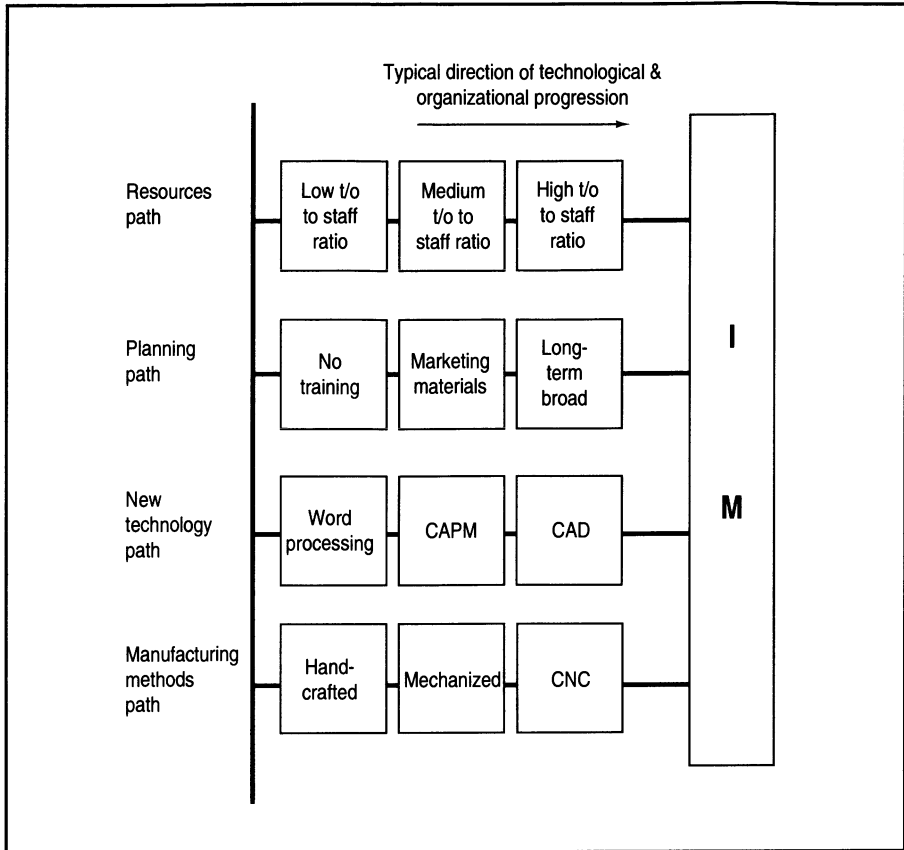 Typical direction of technological &
organizational progression
Resources
path
Low t/o
to staff
ratio
Medium
t/o to
staff ratio
High t/o
to staff
ratio
Planning
path
No
training
Marketing
materials
Long-
term
broad
New
technology
path
Word
processing
CAPM
CAD
Manufacturing
methods
path
Hand-
crafted
Mechanized
CNC
I
M